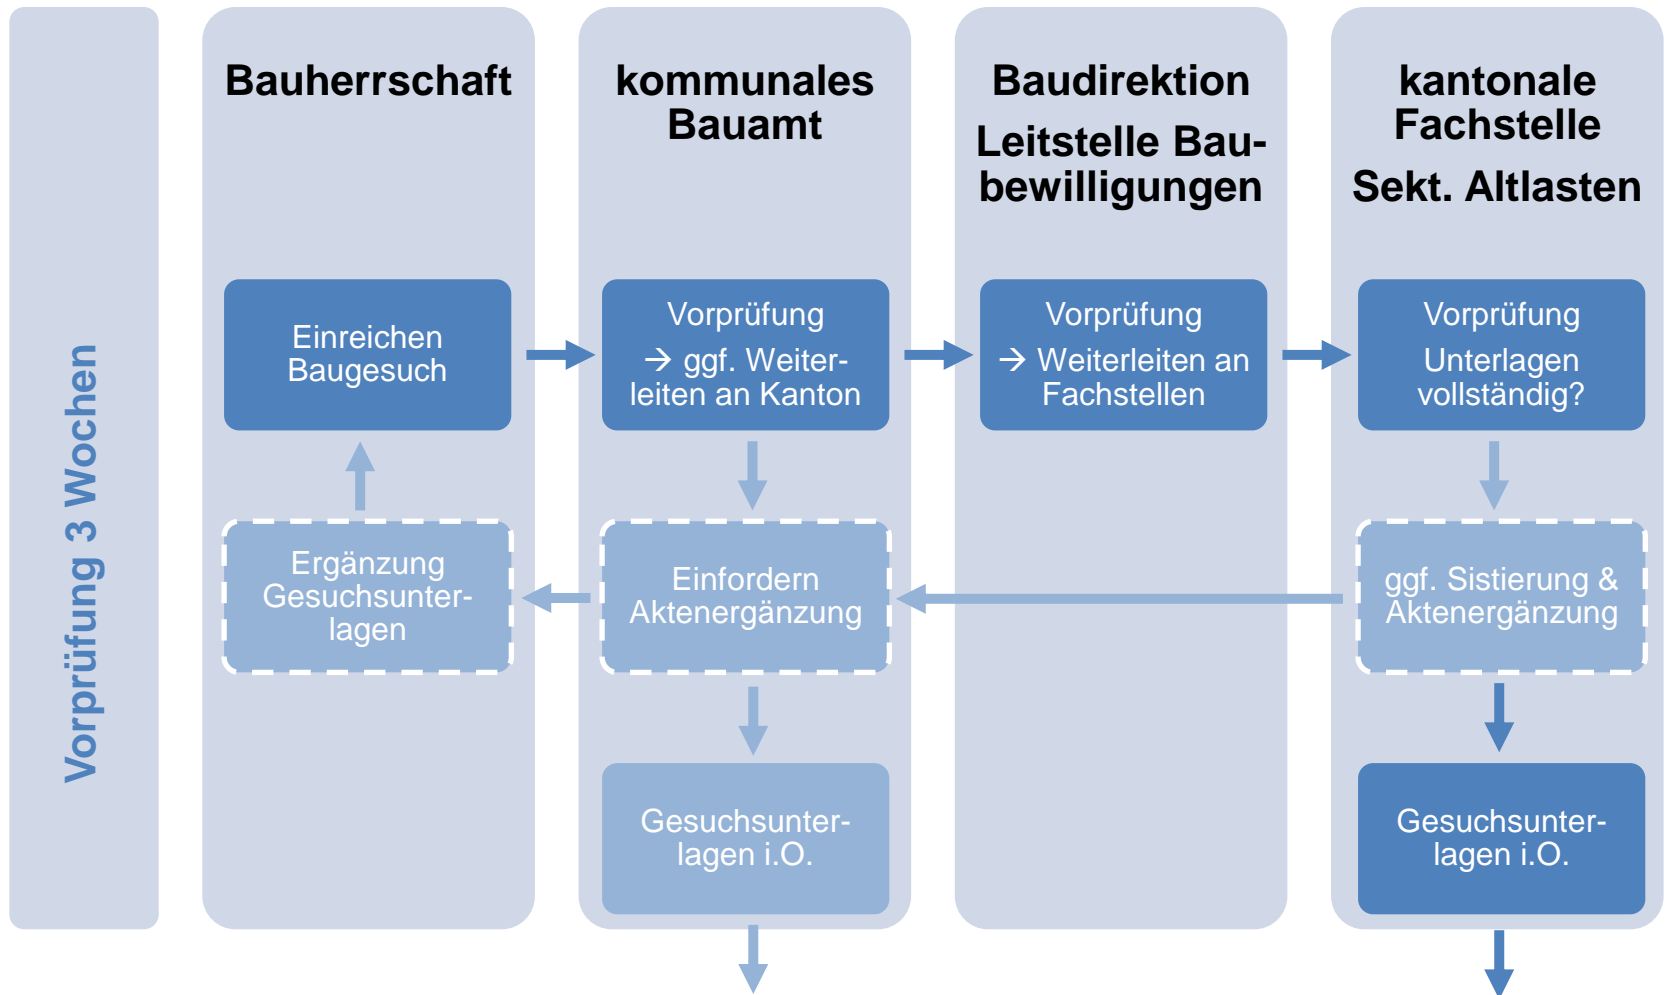 Vorprüfung 3 Wochen
Bauherrschaft
kommunales
Bauamt
Baudirektion
Leitstelle Bau-
bewilligungen
kantonale
Fachstelle
Sekt. Altlasten
Einreichen
Baugesuch
Vorprüfung
→ ggf. Weiter-
leiten an Kanton
Vorprüfung
→ Weiterleiten an
Fachstellen
Vorprüfung
Unterlagen
vollständig?
Ergänzung
Gesuchsunter-
lagen
Einfordern
Aktenergänzung
ggf. Sistierung &
Aktenergänzung
Gesuchsunter-
lagen i.O.
Gesuchsunter-
lagen i.O.